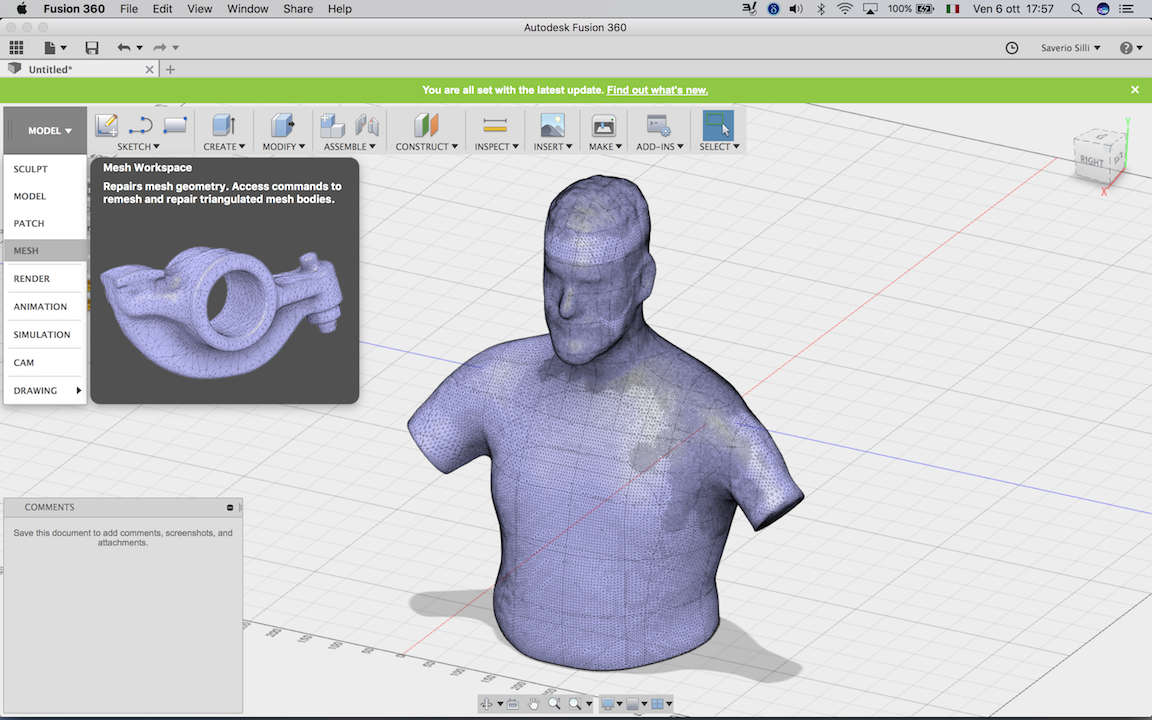 Fusion 360 File Edit View Window Share Help 100% Ven 6 ott 17:57
Autodesk Fusion 360
Saverio Silli
Untitled*
You are all set with the latest update. Find out what's new.
MODEL
SKETCH CREATE MODIFY ASSEMBLE CONSTRUCT INSPECT INSERT MAKE ADD-INS SELECT
SCULPT
MODEL
PATCH
MESH
RENDER
ANIMATION
SIMULATION
CAM
DRAWING
Mesh Workspace
Repairs mesh geometry. Access commands to
remesh and repair triangulated mesh bodies.
RIGHT
Y
X
COMMENTS
Save this document to add comments, screenshots, and
attachments.